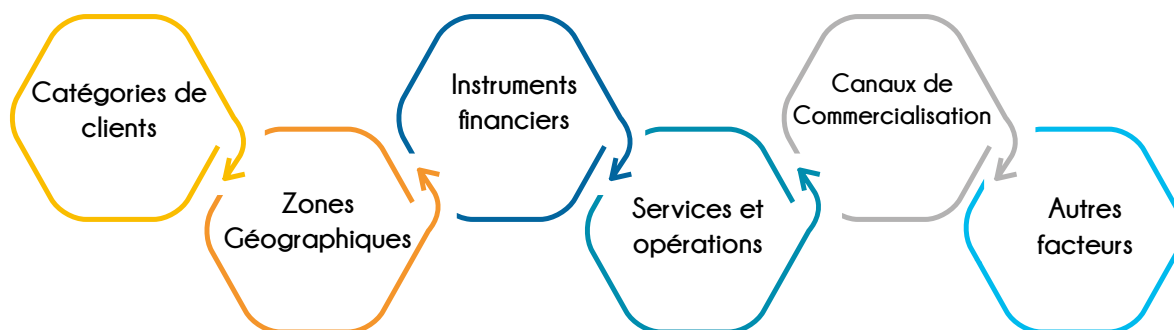 Catégories de
clients
Zones
Géographiques
Instruments
financiers
Services et
opérations
Canaux de
Commercialisation
Autres
facteurs